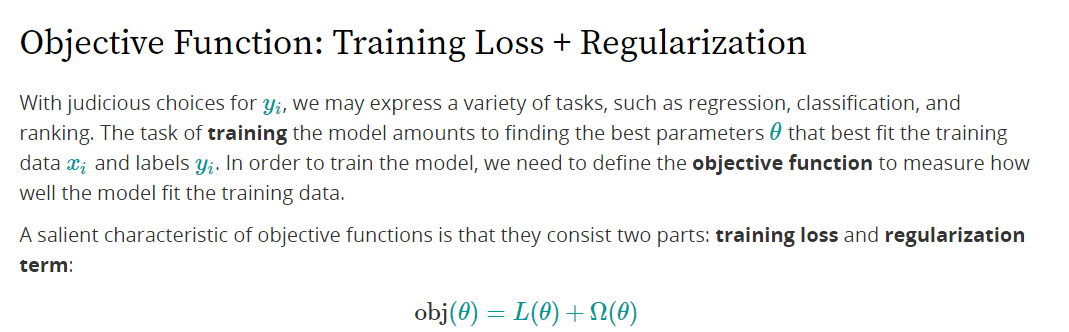 Objective Function: Training Loss + Regularization
With judicious choices for yᵢ, we may express a variety of tasks, such as regression, classification, and
ranking. The task of training the model amounts to finding the best parameters θ that best fit the training
data xᵢ and labels yᵢ. In order to train the model, we need to define the objective function to measure how
well the model fit the training data.
A salient characteristic of objective functions is that they consist two parts: training loss and regularization
term:
obj(θ) = L(θ) + Ω(θ)